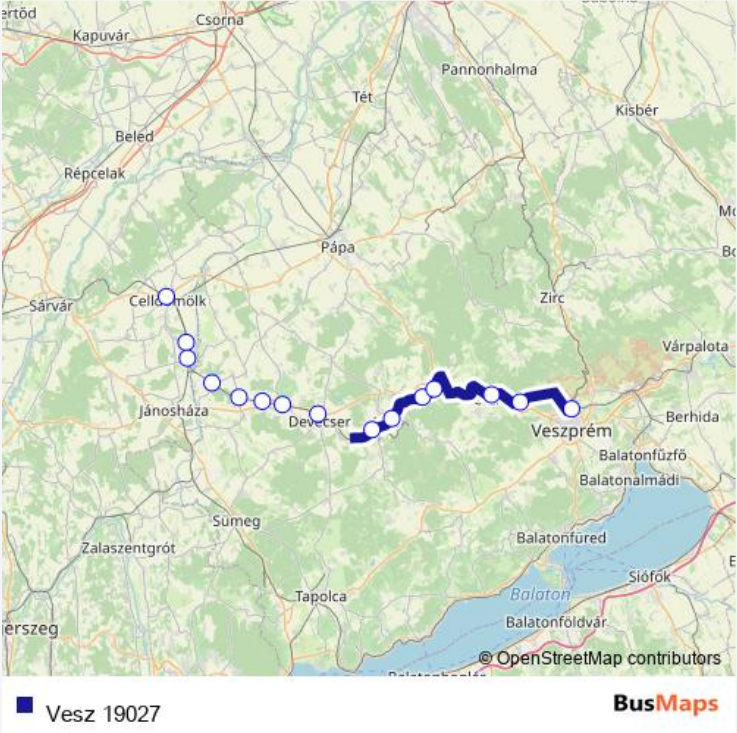 Csorna
Kapuvár
Pannonhalma
Tét
Kisbér
Beled
Répcelak
Pápa
Zirc
Sárvár
Várpalota
Jánosháza
Devecser
Berhida
Veszprém
Balatonfűzfő
Balatonalmádi
Sümeg
Balatonfüred
Zalaszentgrót
Siófok
Tapolca
Balaton
Balatonföldvár
© OpenStreetMap contributors
Vesz 19027
BusMaps